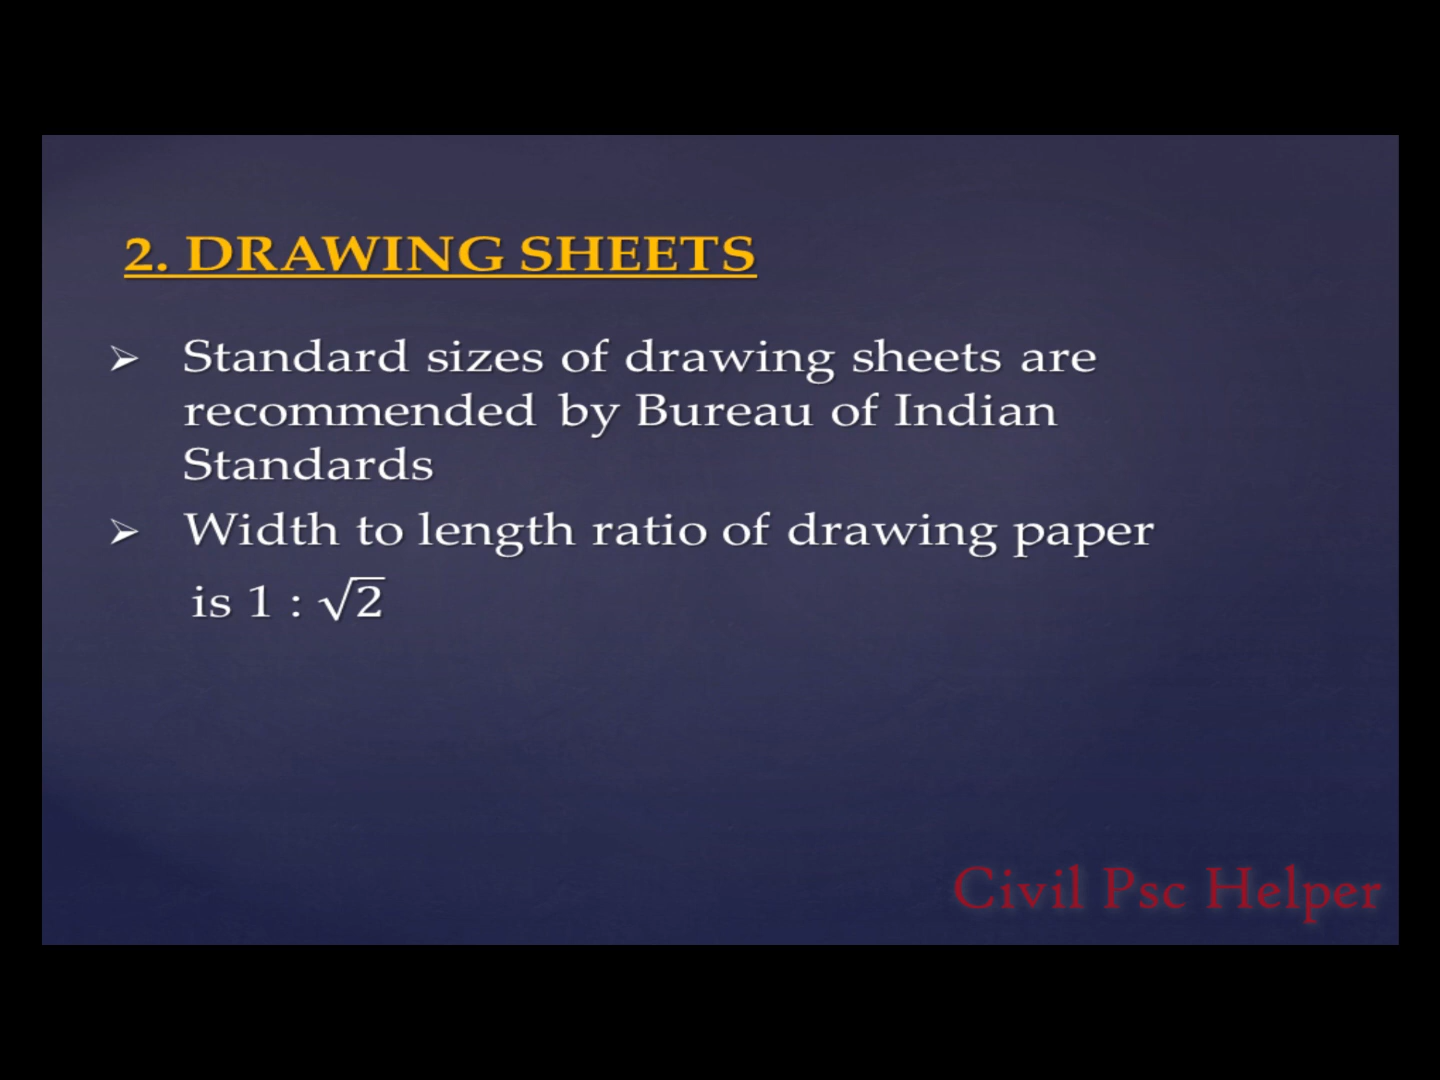 2. DRAWING SHEETS
➢ Standard sizes of drawing sheets are
recommended by Bureau of Indian
Standards
➢ Width to length ratio of drawing paper
is 1 : √2
Civil Psc Helper